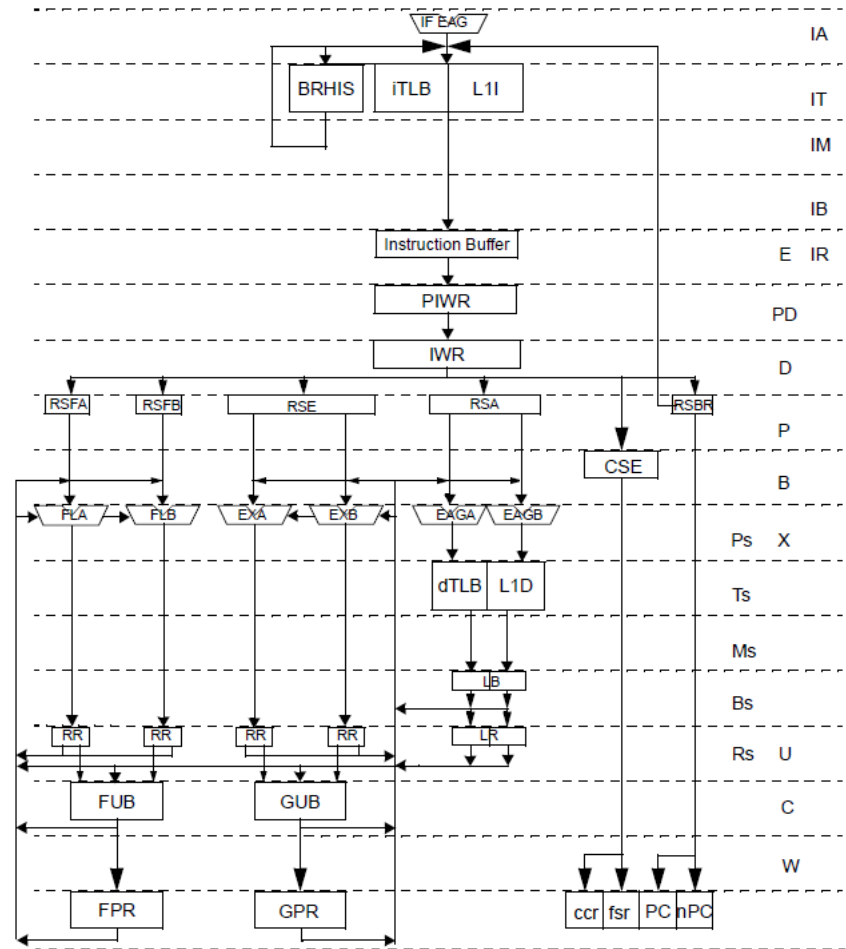 IF EAG
IA
BRHIS iTLB L1I
IT
IM
IB
Instruction Buffer
E IR
PIWR
PD
IWR
D
RSFA RSFB RSE RSA RSBR
P
CSE
B
FLA FLB EXA EXB EAGA EAGB
Ps X
dTLB L1D
Ts
Ms
LB
Bs
RR RR RR RR LR
Rs U
FUB GUB
C
W
FPR GPR ccr fsr PC nPC